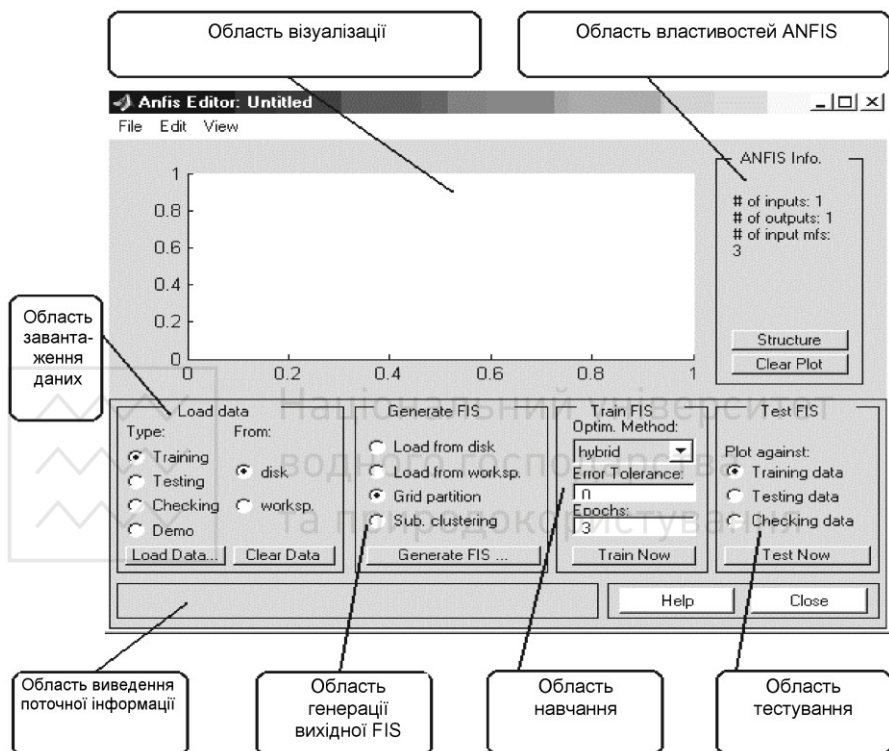 Область візуалізації
Область властивостей ANFIS
Anfis Editor: Untitled
File Edit View
ANFIS Info.
# of inputs: 1
# of outputs: 1
# of input mfs:
3
1
0.8
0.6
0.4
0.2
0
0 0.2 0.4 0.6 0.8 1
Structure
Clear Plot
Область
заванта-
ження
даних
Національний університет
водного господарства
та природокористування
Load data
Type: From:
Training
Testing
Checking
Demo
disk
worksp.
Load Data... Clear Data
Generate FIS
Load from disk
Load from worksp.
Grid partition
Sub. clustering
Generate FIS ...
Train FIS
Optim. Method:
hybrid
Error Tolerance:
0
Epochs:
3
Train Now
Test FIS
Plot against:
Training data
Testing data
Checking data
Test Now
Help Close
Область виведення
поточної інформації
Область
генерації
вихідної FIS
Область
навчання
Область
тестування